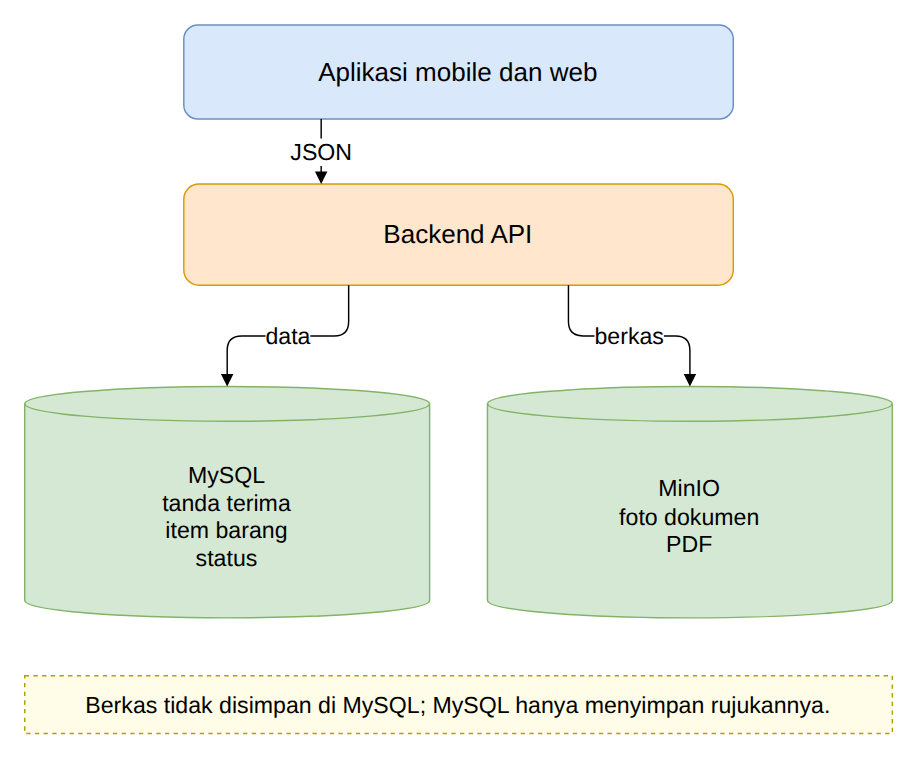 Aplikasi mobile dan web
JSON
Backend API
data
berkas
MySQL
tanda terima
item barang
status
MinIO
foto dokumen
PDF
Berkas tidak disimpan di MySQL; MySQL hanya menyimpan rujukannya.